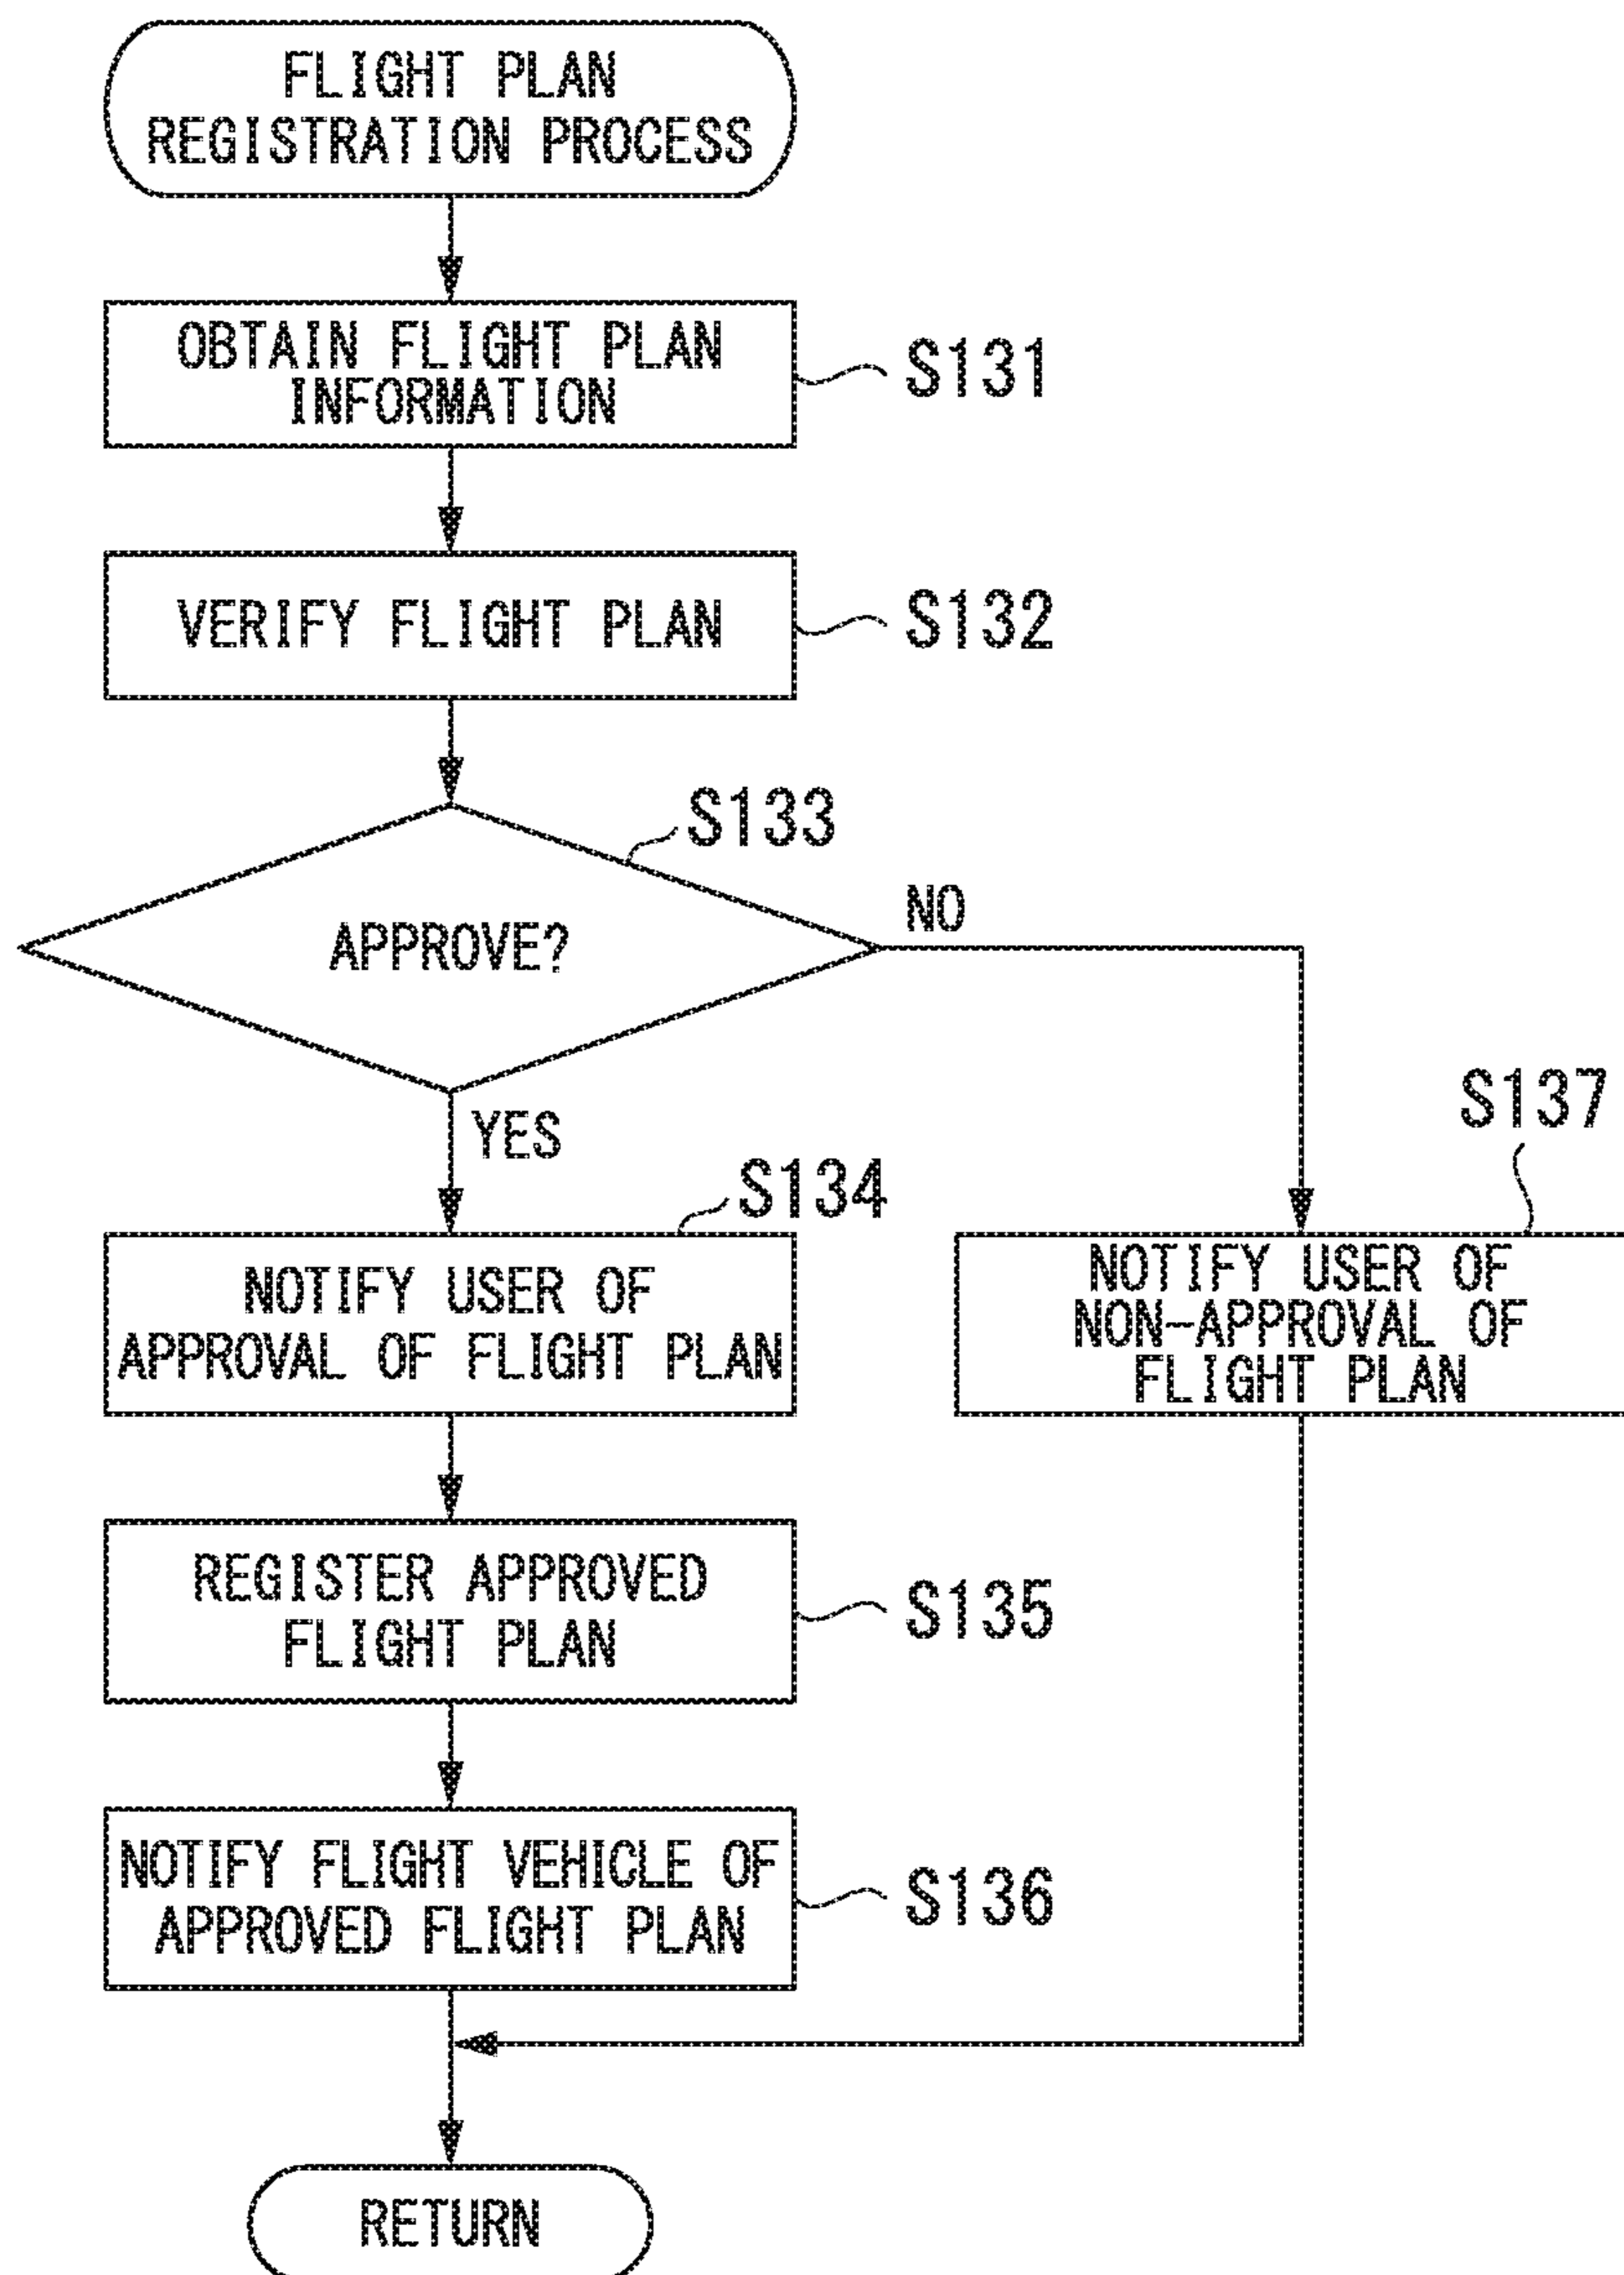 FLIGHT PLAN
REGISTRATION PROCESS
OBTAIN FLIGHT PLAN
INFORMATION
S131
VERIFY FLIGHT PLAN
S132
S133
APPROVE?
NO
YES
S134
NOTIFY USER OF
APPROVAL OF FLIGHT PLAN
S137
NOTIFY USER OF
NON-APPROVAL OF
FLIGHT PLAN
REGISTER APPROVED
FLIGHT PLAN
S135
NOTIFY FLIGHT VEHICLE OF
APPROVED FLIGHT PLAN
S136
RETURN